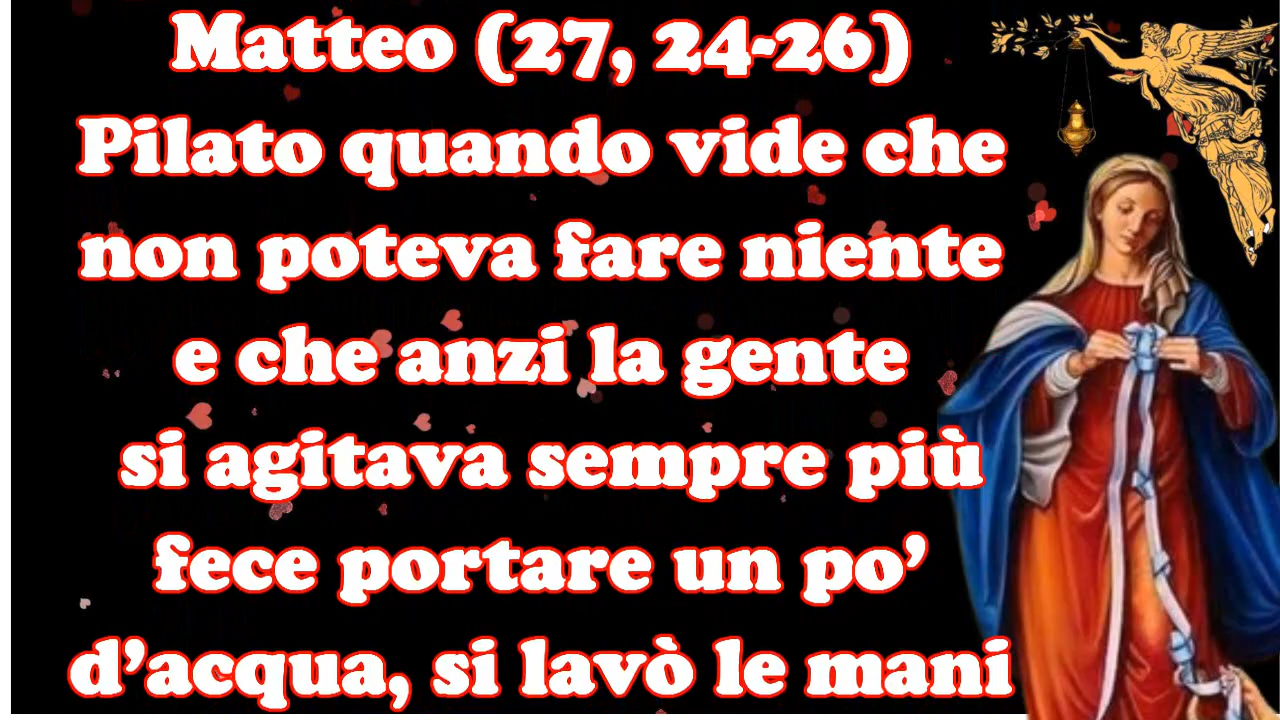 Matteo (27, 24-26)
Pilato quando vide che
non poteva fare niente
e che anzi la gente
si agitava sempre più
fece portare un po’
d’acqua, si lavò le mani